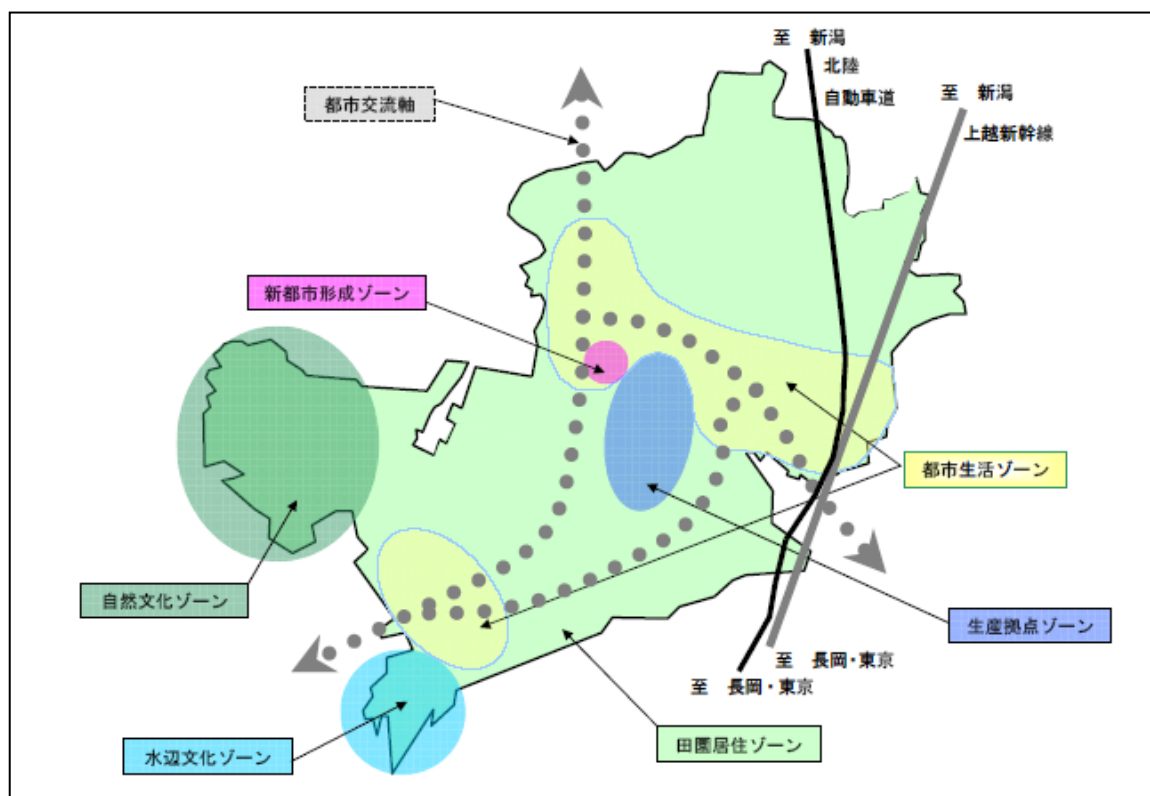 至　新潟
北陸
自動車道
至　新潟
上越新幹線
都市交流軸
新都市形成ゾーン
都市生活ゾーン
自然文化ゾーン
生産拠点ゾーン
至　長岡・東京
至　長岡・東京
水辺文化ゾーン
田園居住ゾーン